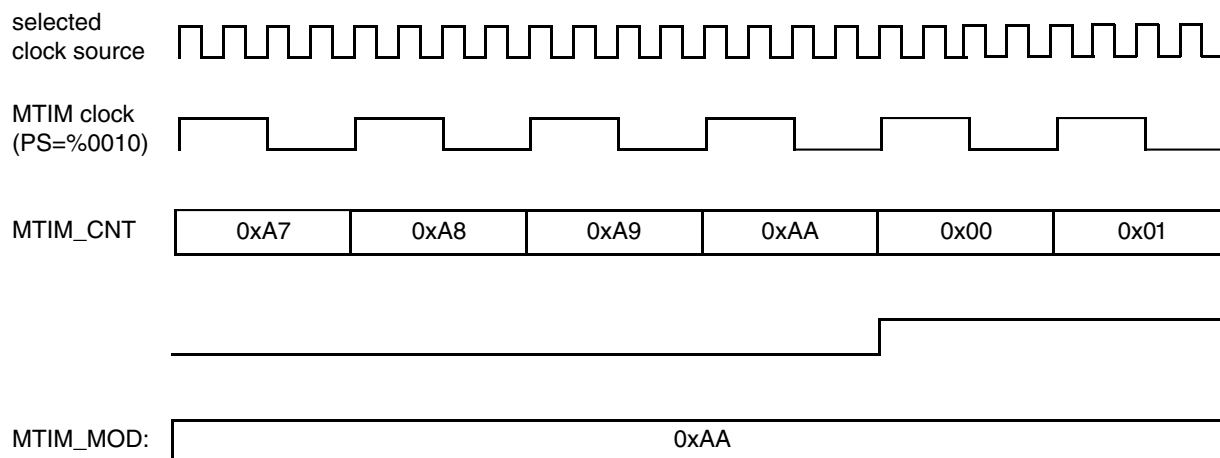 selected
clock source
MTIM clock
(PS=%0010)
MTIM_CNT
0xA7
0xA8
0xA9
0xAA
0x00
0x01
MTIM_MOD:
0xAA